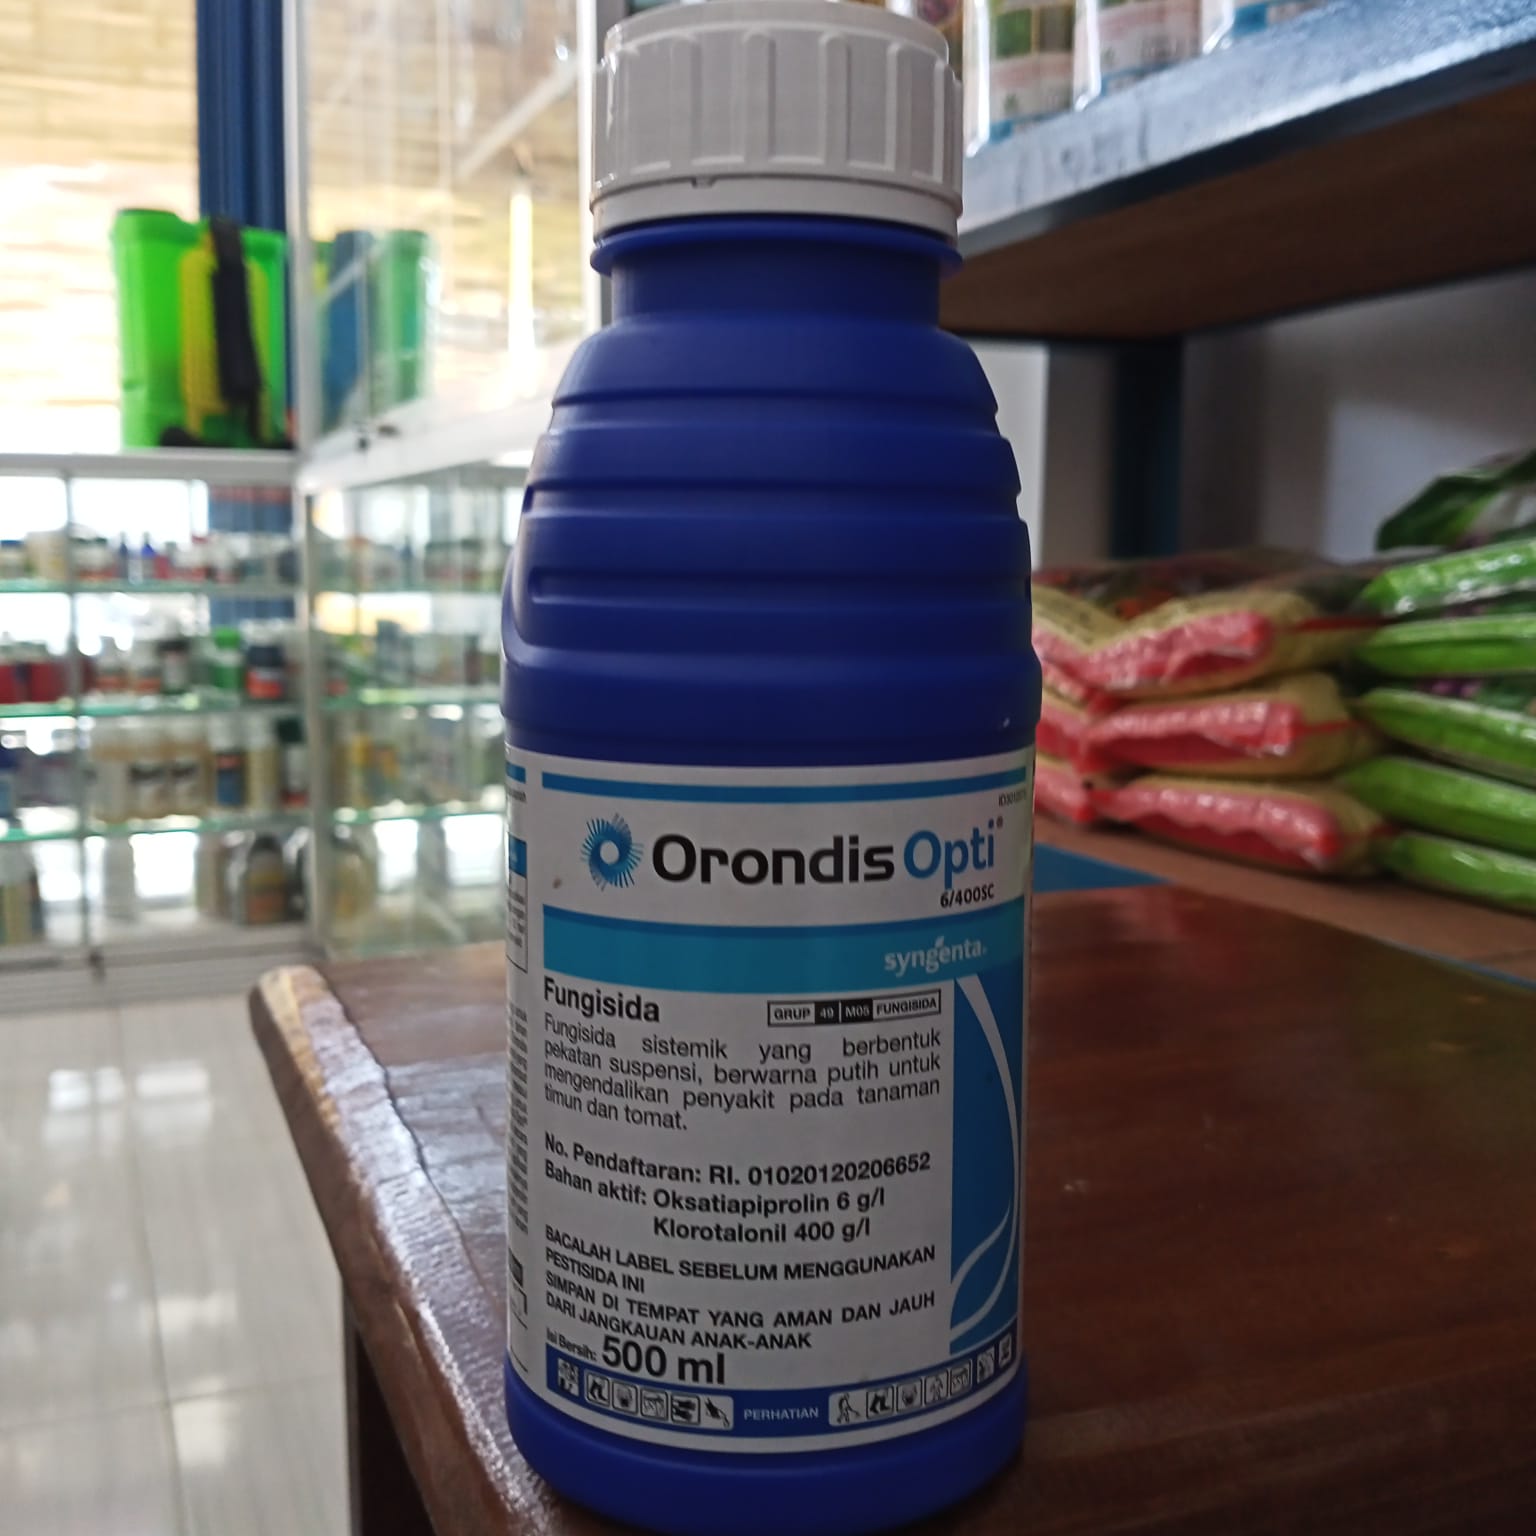 Orondis Opti®
6/400SC
syngenta
Fungisida
GRUP 49 M05 FUNGISIDA
Fungisida sistemik yang berbentuk
pekatan suspensi, berwarna putih untuk
mengendalikan penyakit pada tanaman
timun dan tomat.
No. Pendaftaran: RI. 01020120206652
Bahan aktif: Oksatiapiprolin 6 g/l
Klorotalonil 400 g/l
BACALAH LABEL SEBELUM MENGGUNAKAN
PESTISIDA INI
SIMPAN DI TEMPAT YANG AMAN DAN JAUH
DARI JANGKAUAN ANAK-ANAK
Isi Bersih: 500 ml
PERHATIAN